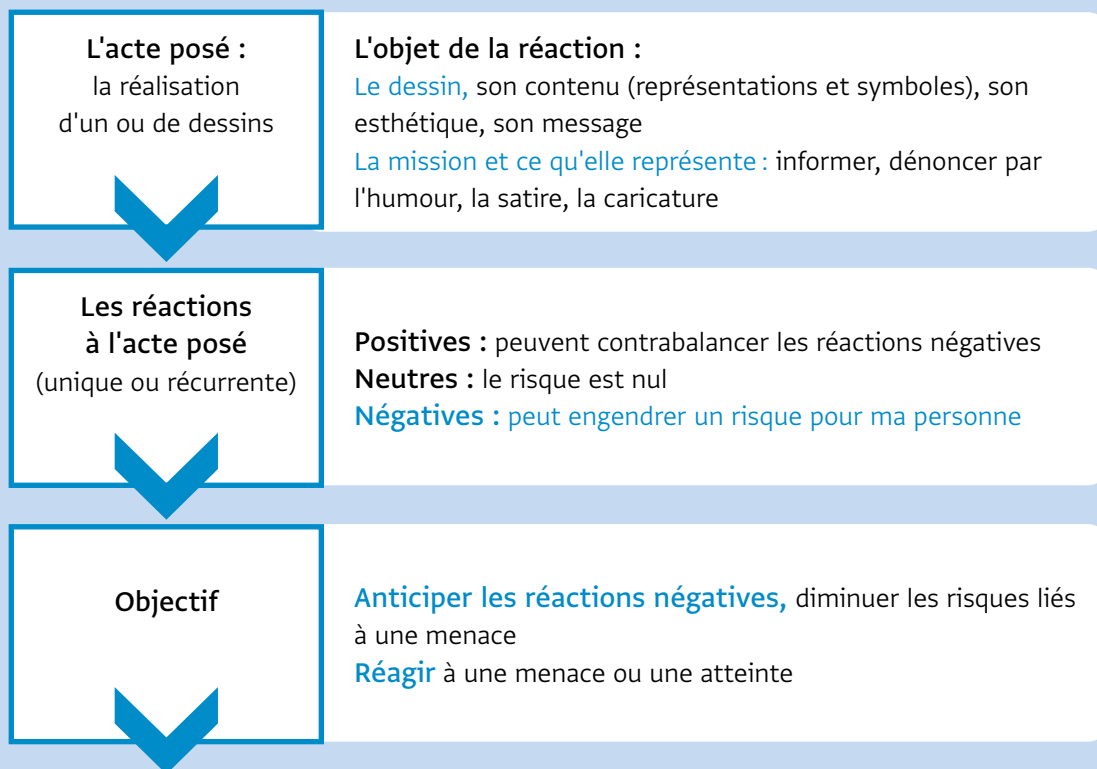 L'acte posé :
la réalisation
d'un ou de dessins
L'objet de la réaction :
Le dessin, son contenu (représentations et symboles), son
esthétique, son message
La mission et ce qu'elle représente : informer, dénoncer par
l'humour, la satire, la caricature
Les réactions
à l'acte posé
(unique ou récurrente)
Positives : peuvent contrabalancer les réactions négatives
Neutres : le risque est nul
Négatives : peut engendrer un risque pour ma personne
Objectif
Anticiper les réactions négatives, diminuer les risques liés
à une menace
Réagir à une menace ou une atteinte